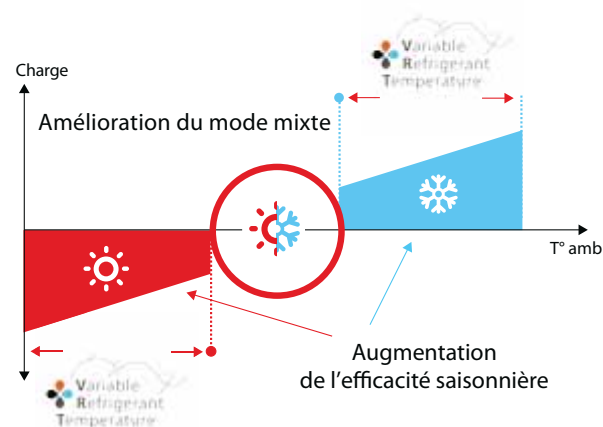 Variable
Refrigerant
Temperature
Charge
Amélioration du mode mixte
T° amb
Augmentation
de l'efficacité saisonnière
Variable
Refrigerant
Temperature